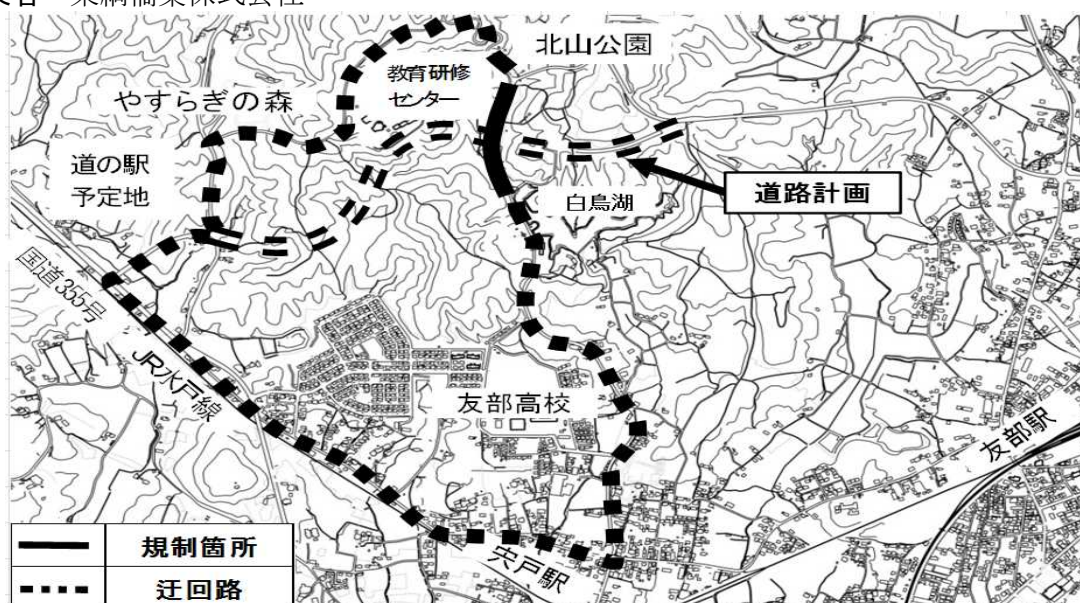 北山公園
教育研修
センター
やすらぎの森
道の駅
予定地
道路計画
白鳥湖
国道355号
JR水戸線
友部高校
友部駅
宍戸駅
規制箇所
迂回路